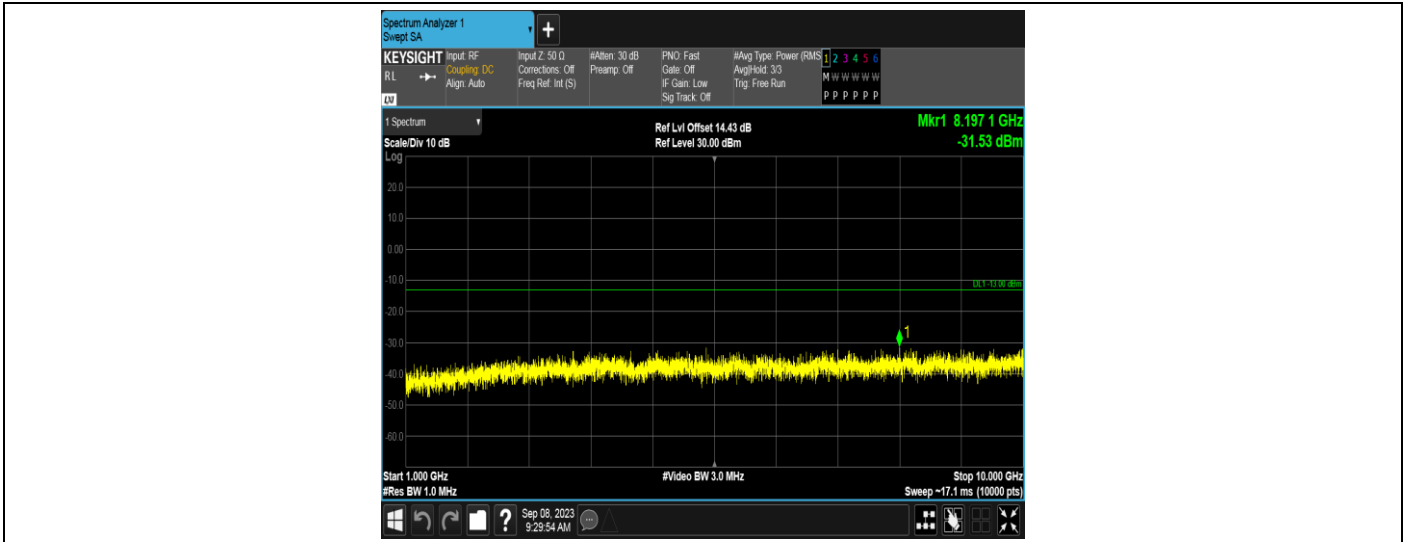 Spectrum Analyzer 1
Swept SA
+
KEYSIGHT
RL
LXI
Input: RF
Coupling: DC
Align: Auto
Input Z: 50 Ω
Corrections: Off
Freq Ref: Int (S)
#Atten: 30 dB
Preamp: Off
PNO: Fast
Gate: Off
IF Gain: Low
Sig Track: Off
#Avg Type: Power (RMS
Avg|Hold: 3/3
Trig: Free Run
1 2 3 4 5 6
M W W W W W
P P P P P P
1 Spectrum
Scale/Div 10 dB
Ref Lvl Offset 14.43 dB
Ref Level 30.00 dBm
Mkr1 8.197 1 GHz
-31.53 dBm
Log
20.0
10.0
0.00
-10.0
DL1 -13.00 dBm
-20.0
-30.0
1
-40.0
-50.0
-60.0
Start 1.000 GHz
#Video BW 3.0 MHz
Stop 10.000 GHz
#Res BW 1.0 MHz
Sweep ~17.1 ms (10000 pts)
?
Sep 08, 2023
9:29:54 AM